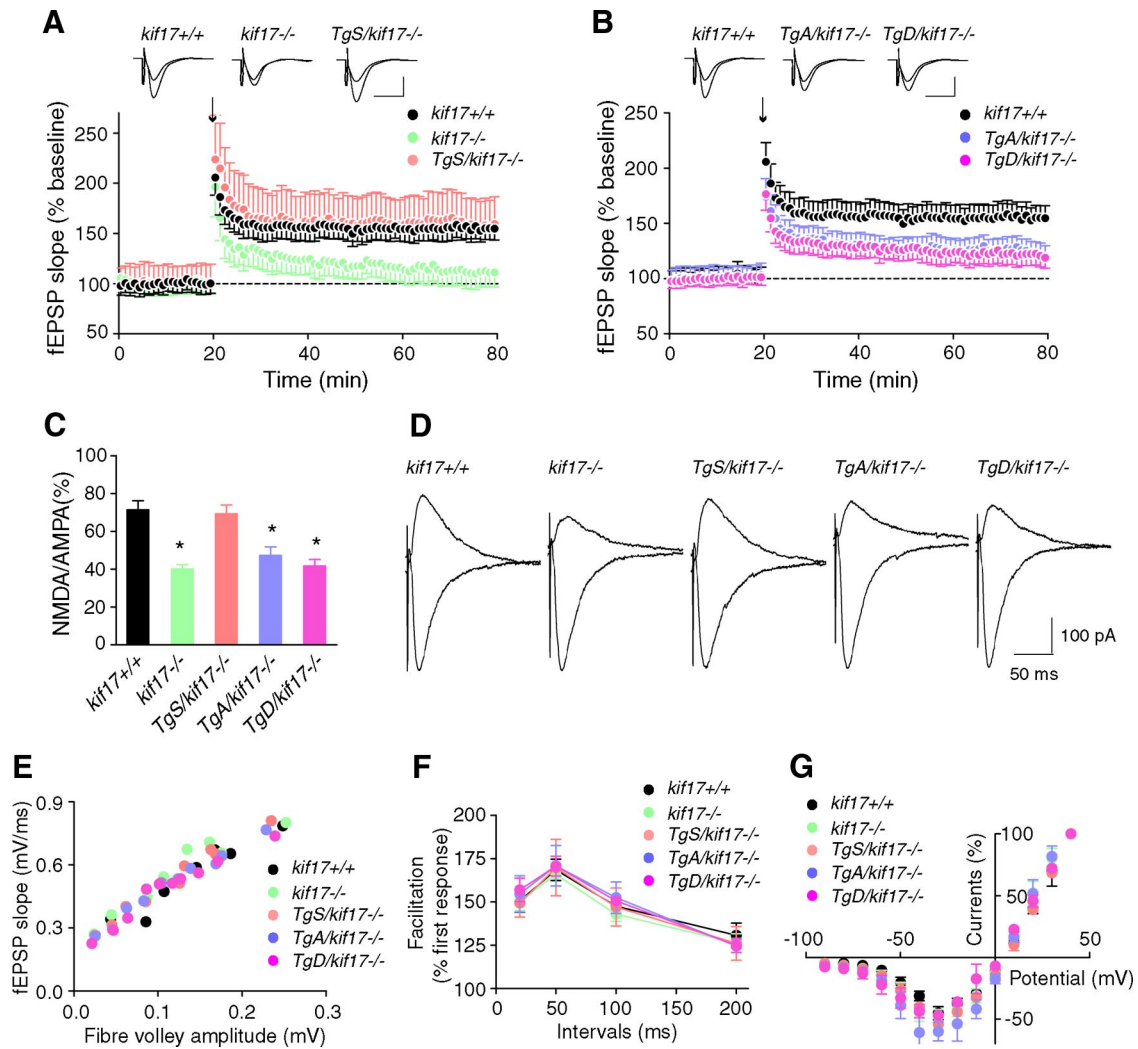 A
kif17+/+ kif17-/- TgS/kif17-/-
kif17+/+
kif17-/-
TgS/kif17-/-
fEPSP slope (% baseline)
250
200
150
100
50
0 20 40 60 80
Time (min)
B
kif17+/+ TgA/kif17-/- TgD/kif17-/-
kif17+/+
TgA/kif17-/-
TgD/kif17-/-
fEPSP slope (% baseline)
250
200
150
100
50
0 20 40 60 80
Time (min)
C
NMDA/AMPA(%)
100
80
60
40
20
0
* * *
kif17+/+
kif17-/-
TgS/kif17-/-
TgA/kif17-/-
TgD/kif17-/-
D
kif17+/+ kif17-/- TgS/kif17-/- TgA/kif17-/- TgD/kif17-/-
100 pA
50 ms
E
fEPSP slope (mV/ms)
0.9
0.6
0.3
0.0
kif17+/+
kif17-/-
TgS/kif17-/-
TgA/kif17-/-
TgD/kif17-/-
0 0.1 0.2 0.3
Fibre volley amplitude (mV)
F
kif17+/+
kif17-/-
TgS/kif17-/-
TgA/kif17-/-
TgD/kif17-/-
Facilitation
(% first response)
200
175
150
125
100
0 50 100 150 200
Intervals (ms)
G
kif17+/+
kif17-/-
TgS/kif17-/-
TgA/kif17-/-
TgD/kif17-/-
Currents (%)
100
50
-100 -50 50
Potential (mV)
-50